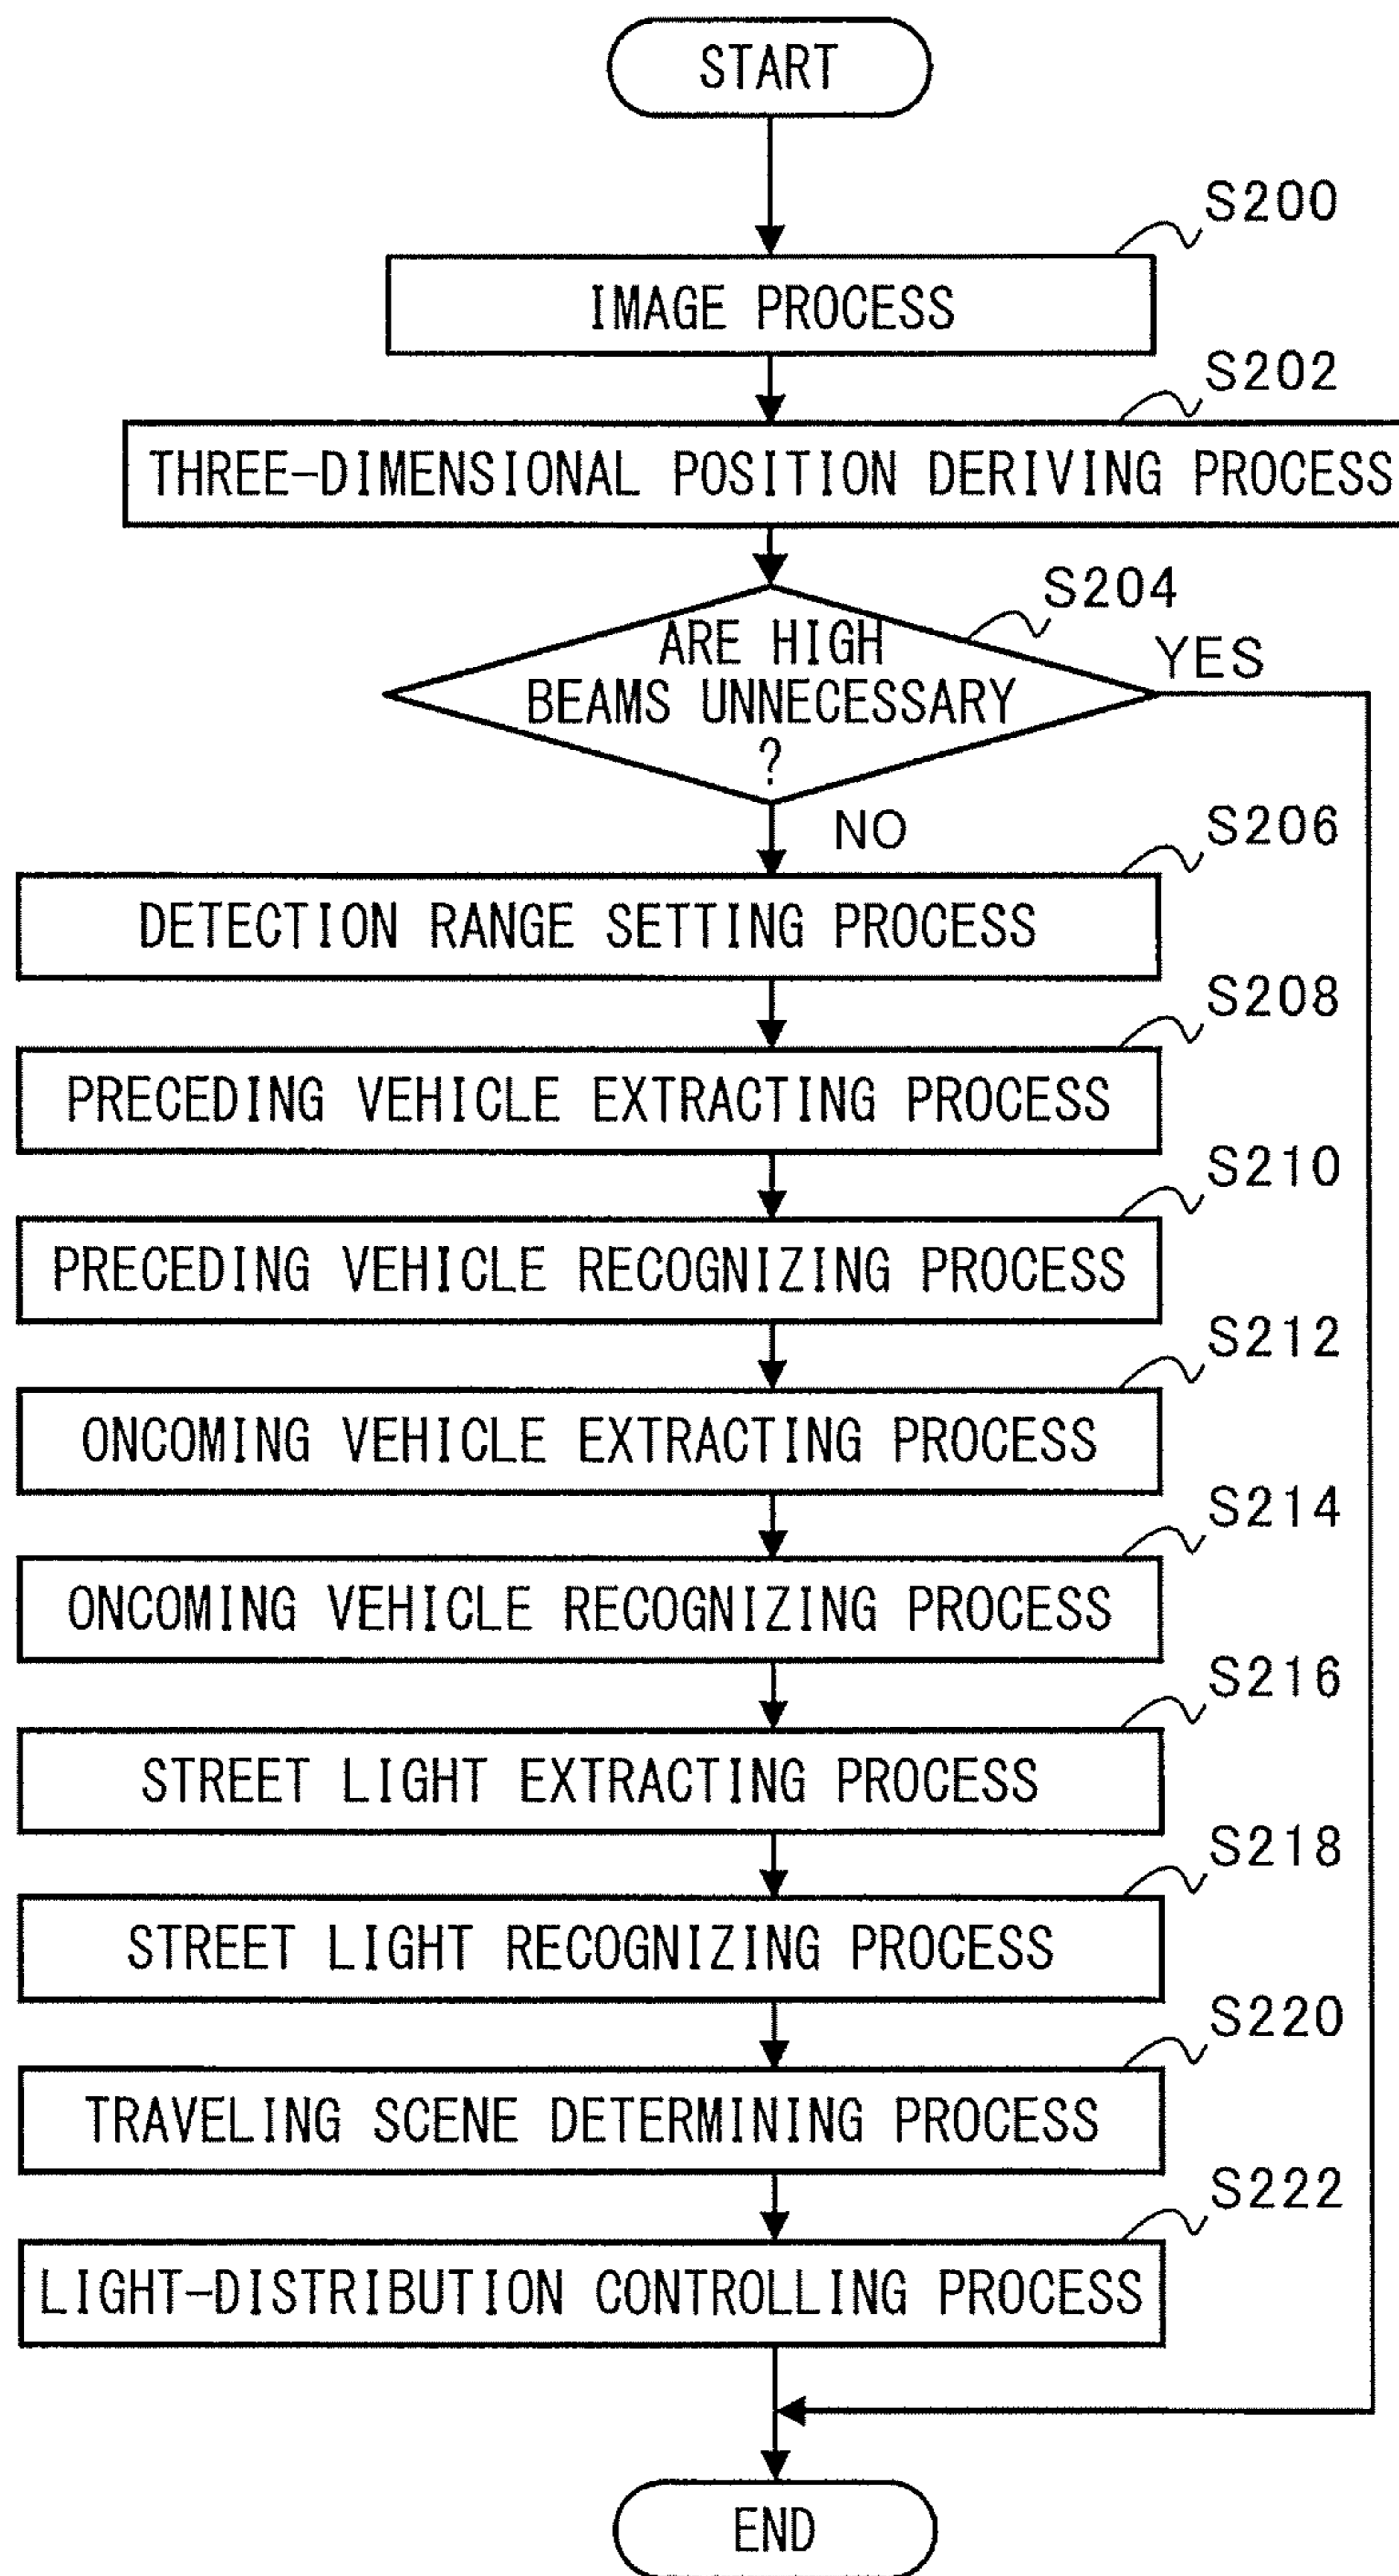 START
S200
IMAGE PROCESS
S202
THREE-DIMENSIONAL POSITION DERIVING PROCESS
S204
ARE HIGH
BEAMS UNNECESSARY
?
YES
NO
S206
DETECTION RANGE SETTING PROCESS
S208
PRECEDING VEHICLE EXTRACTING PROCESS
S210
PRECEDING VEHICLE RECOGNIZING PROCESS
S212
ONCOMING VEHICLE EXTRACTING PROCESS
S214
ONCOMING VEHICLE RECOGNIZING PROCESS
S216
STREET LIGHT EXTRACTING PROCESS
S218
STREET LIGHT RECOGNIZING PROCESS
S220
TRAVELING SCENE DETERMINING PROCESS
S222
LIGHT-DISTRIBUTION CONTROLLING PROCESS
END